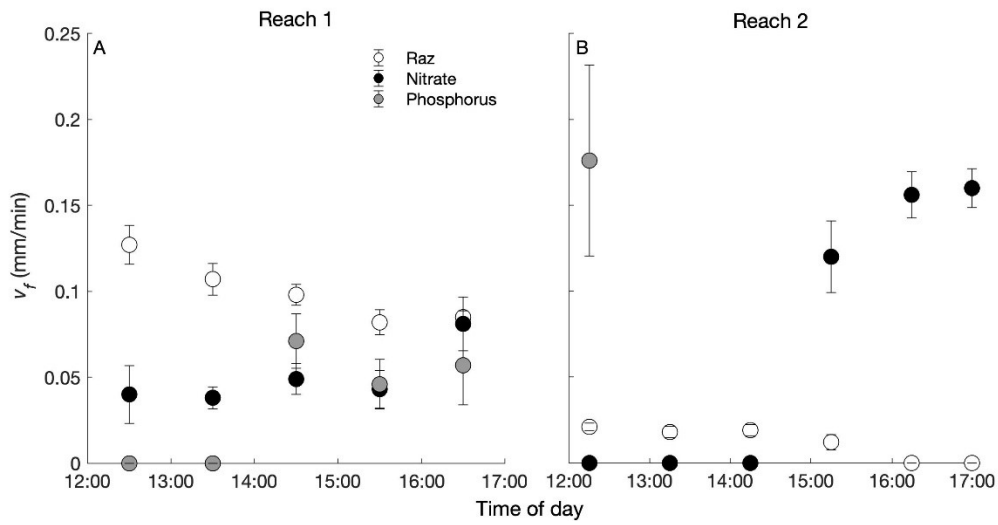 Reach 1
Reach 2
0.25
A
B
Raz
Nitrate
Phosphorus
0.2
0.15
0.1
0.05
0
v_f (mm/min)
12:00 13:00 14:00 15:00 16:00 17:00
12:00 13:00 14:00 15:00 16:00 17:00
Time of day